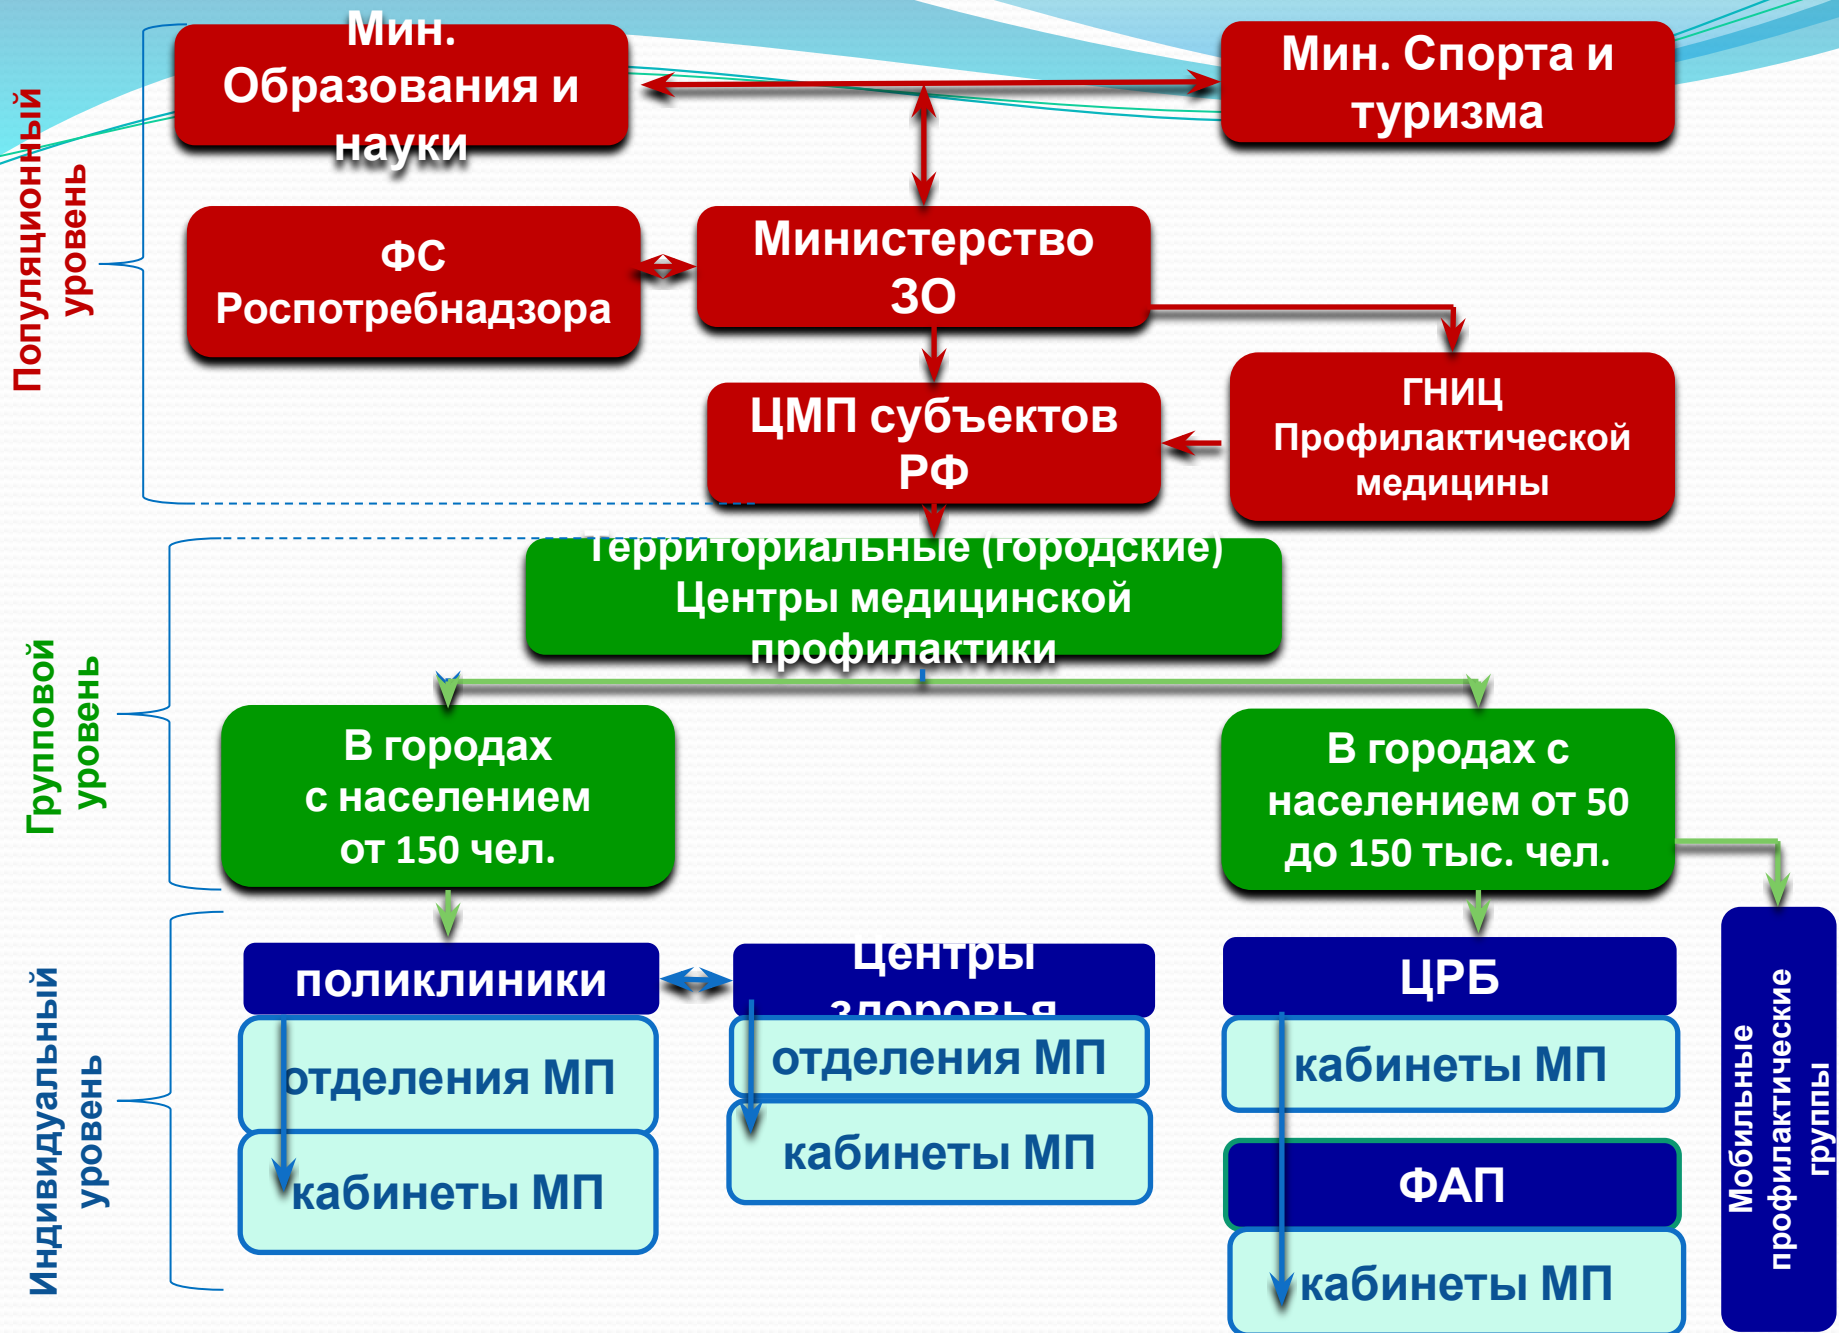 Популяционный
уровень
Мин.
Образования и
науки
Мин. Спорта и
туризма
ФС
Роспотребнадзора
Министерство
ЗО
ЦМП субъектов
РФ
ГНИЦ
Профилактической
медицины
Групповой
уровень
Территориальные (городские)
Центры медицинской
профилактики
В городах
с населением
от 150 чел.
В городах с
населением от 50
до 150 тыс. чел.
Индивидуальный
уровень
поликлиники
отделения МП
кабинеты МП
Центры
здоровья
отделения МП
кабинеты МП
ЦРБ
кабинеты МП
ФАП
кабинеты МП
Мобильные
профилактические
группы